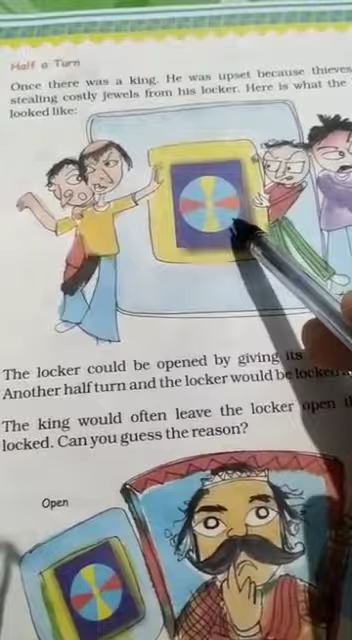 Half a Turn
Once there was a king. He was upset because thieves
stealing costly jewels from his locker. Here is what the
looked like:
The locker could be opened by giving its
Another half turn and the locker would be locked
The king would often leave the locker open
locked. Can you guess the reason?
Open